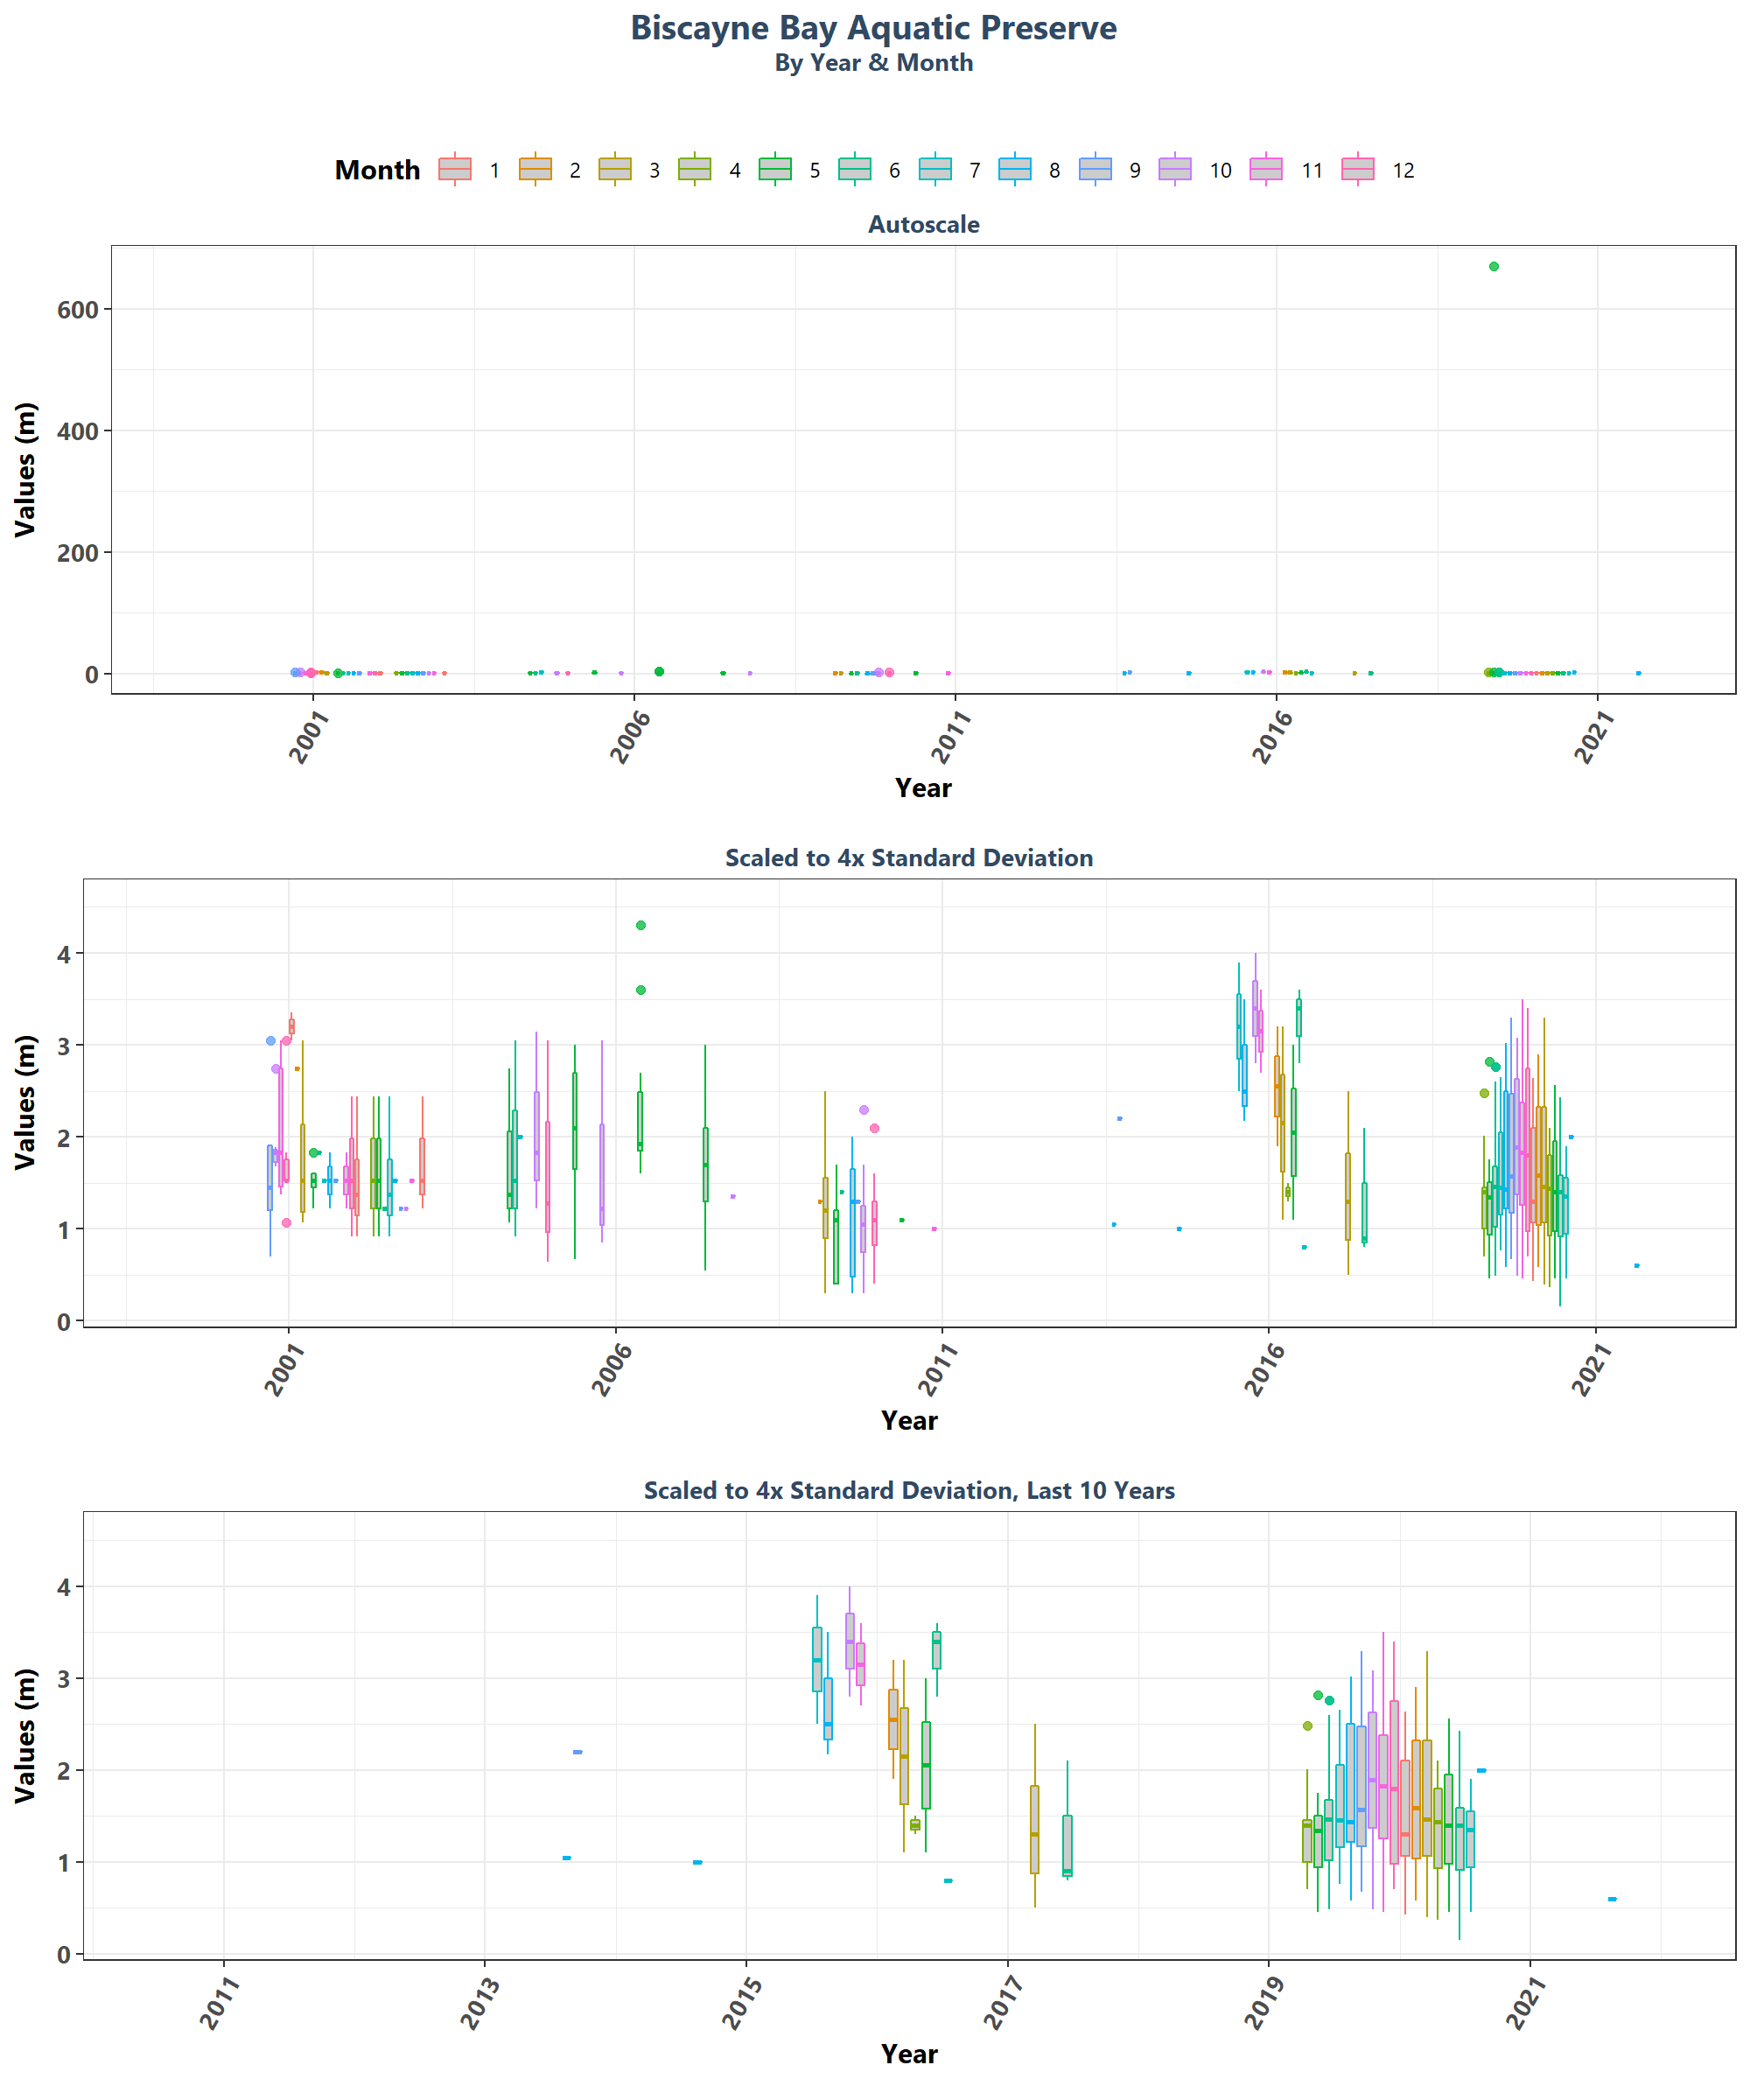 Biscayne Bay Aquatic Preserve
By Year & Month
Month 1 2 3 4 5 6 7 8 9 10 11 12
Autoscale
Values (m)
600
400
200
0
2001 2006 2011 2016 2021
Year
Scaled to 4x Standard Deviation
Values (m)
4
3
2
1
0
2001 2006 2011 2016 2021
Year
Scaled to 4x Standard Deviation, Last 10 Years
Values (m)
4
3
2
1
0
2011 2013 2015 2017 2019 2021
Year